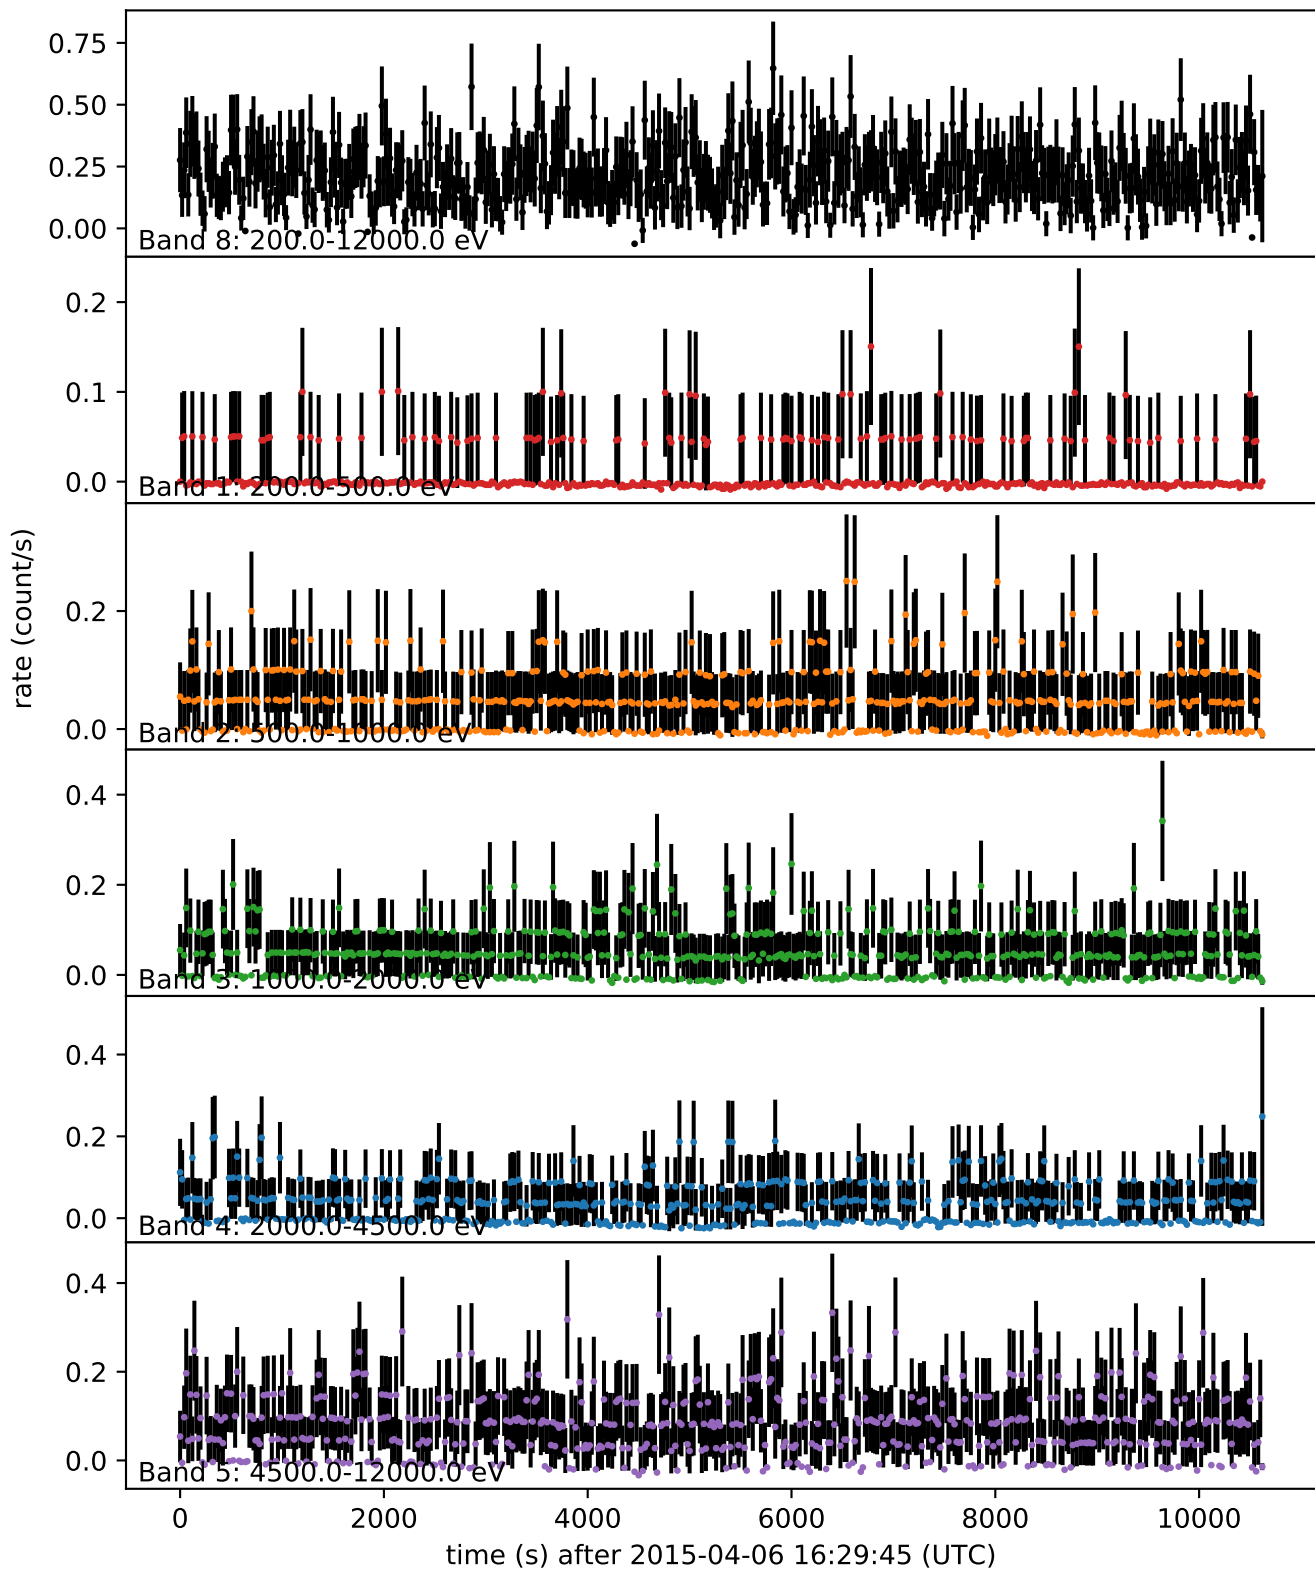 0.75
0.50
0.25
0.00
Band 8: 200.0-12000.0 eV
0.2
0.1
0.0
Band 1: 200.0-500.0 eV
rate (count/s)
0.2
0.0
Band 2: 500.0-1000.0 eV
0.4
0.2
0.0
Band 3: 1000.0-2000.0 eV
0.4
0.2
0.0
Band 4: 2000.0-4500.0 eV
0.4
0.2
0.0
Band 5: 4500.0-12000.0 eV
0 2000 4000 6000 8000 10000
time (s) after 2015-04-06 16:29:45 (UTC)